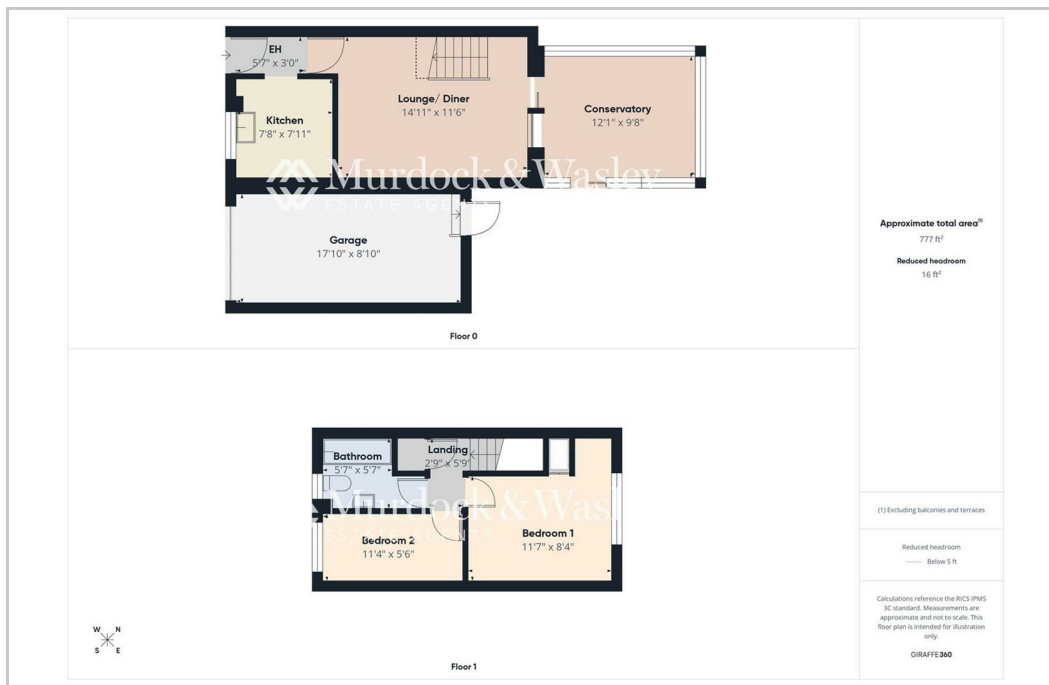 EH
5'7" x 3'0"
Kitchen
7'8" x 7'11"
Lounge/ Diner
14'11" x 11'6"
Conservatory
12'1" x 9'8"
Murdock & Wasley
ESTATE AGENTS
Garage
17'10" x 8'10"
Floor 0
Approximate total area(1)
777 ft²
Reduced headroom
16 ft²
Bathroom
5'7" x 5'7"
Landing
2'9" x 5'9"
Murdock & Wasley
ESTATE AGENTS
Bedroom 2
11'4" x 5'6"
Bedroom 1
11'7" x 8'4"
W N
S E
Floor 1
(1) Excluding balconies and terraces
Reduced headroom
Below 5 ft
Calculations reference the RICS IPMS
3C standard. Measurements are
approximate and not to scale. This
floor plan is intended for illustration
only.
GIRAFFE360